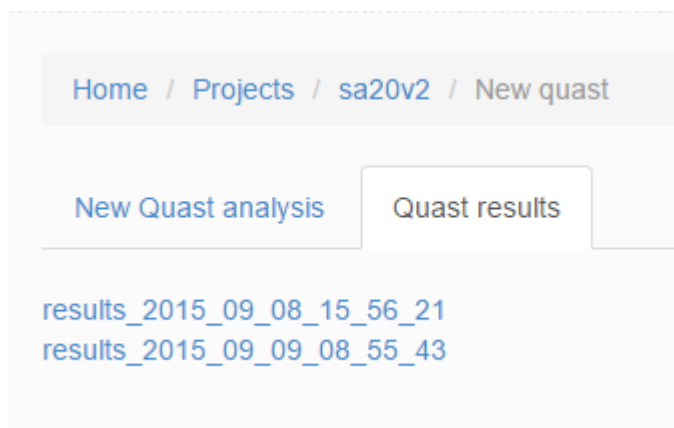 Home / Projects / sa20v2 / New quast
New Quast analysis Quast results
results_2015_09_08_15_56_21
results_2015_09_09_08_55_43